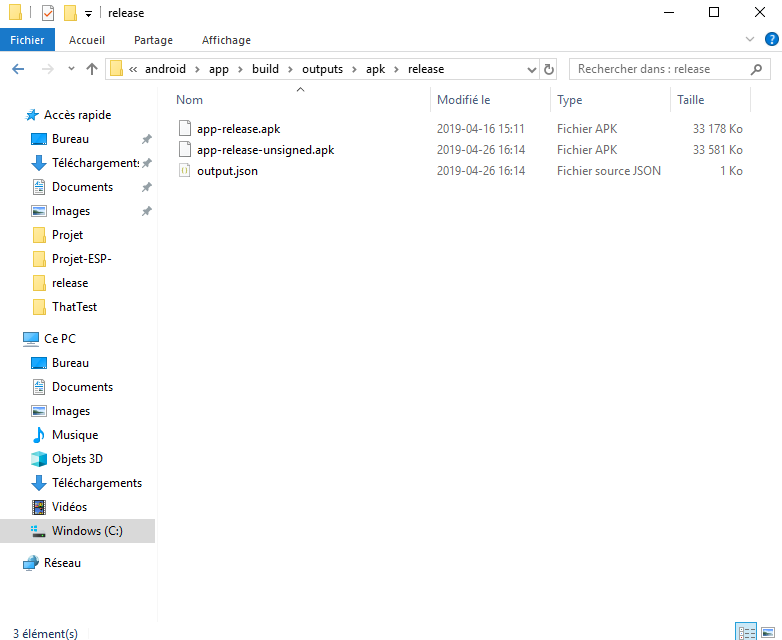 release
Fichier Accueil Partage Affichage
« android app build outputs apk release Rechercher dans : release
Nom Modifié le Type Taille
app-release.apk 2019-04-16 15:11 Fichier APK 33 178 Ko
app-release-unsigned.apk 2019-04-26 16:14 Fichier APK 33 581 Ko
output.json 2019-04-26 16:14 Fichier source JSON 1 Ko
Accès rapide
Bureau
Téléchargements
Documents
Images
Projet
Projet-ESP-
release
ThatTest
Ce PC
Bureau
Documents
Images
Musique
Objets 3D
Téléchargements
Vidéos
Windows (C:)
Réseau
3 élément(s)